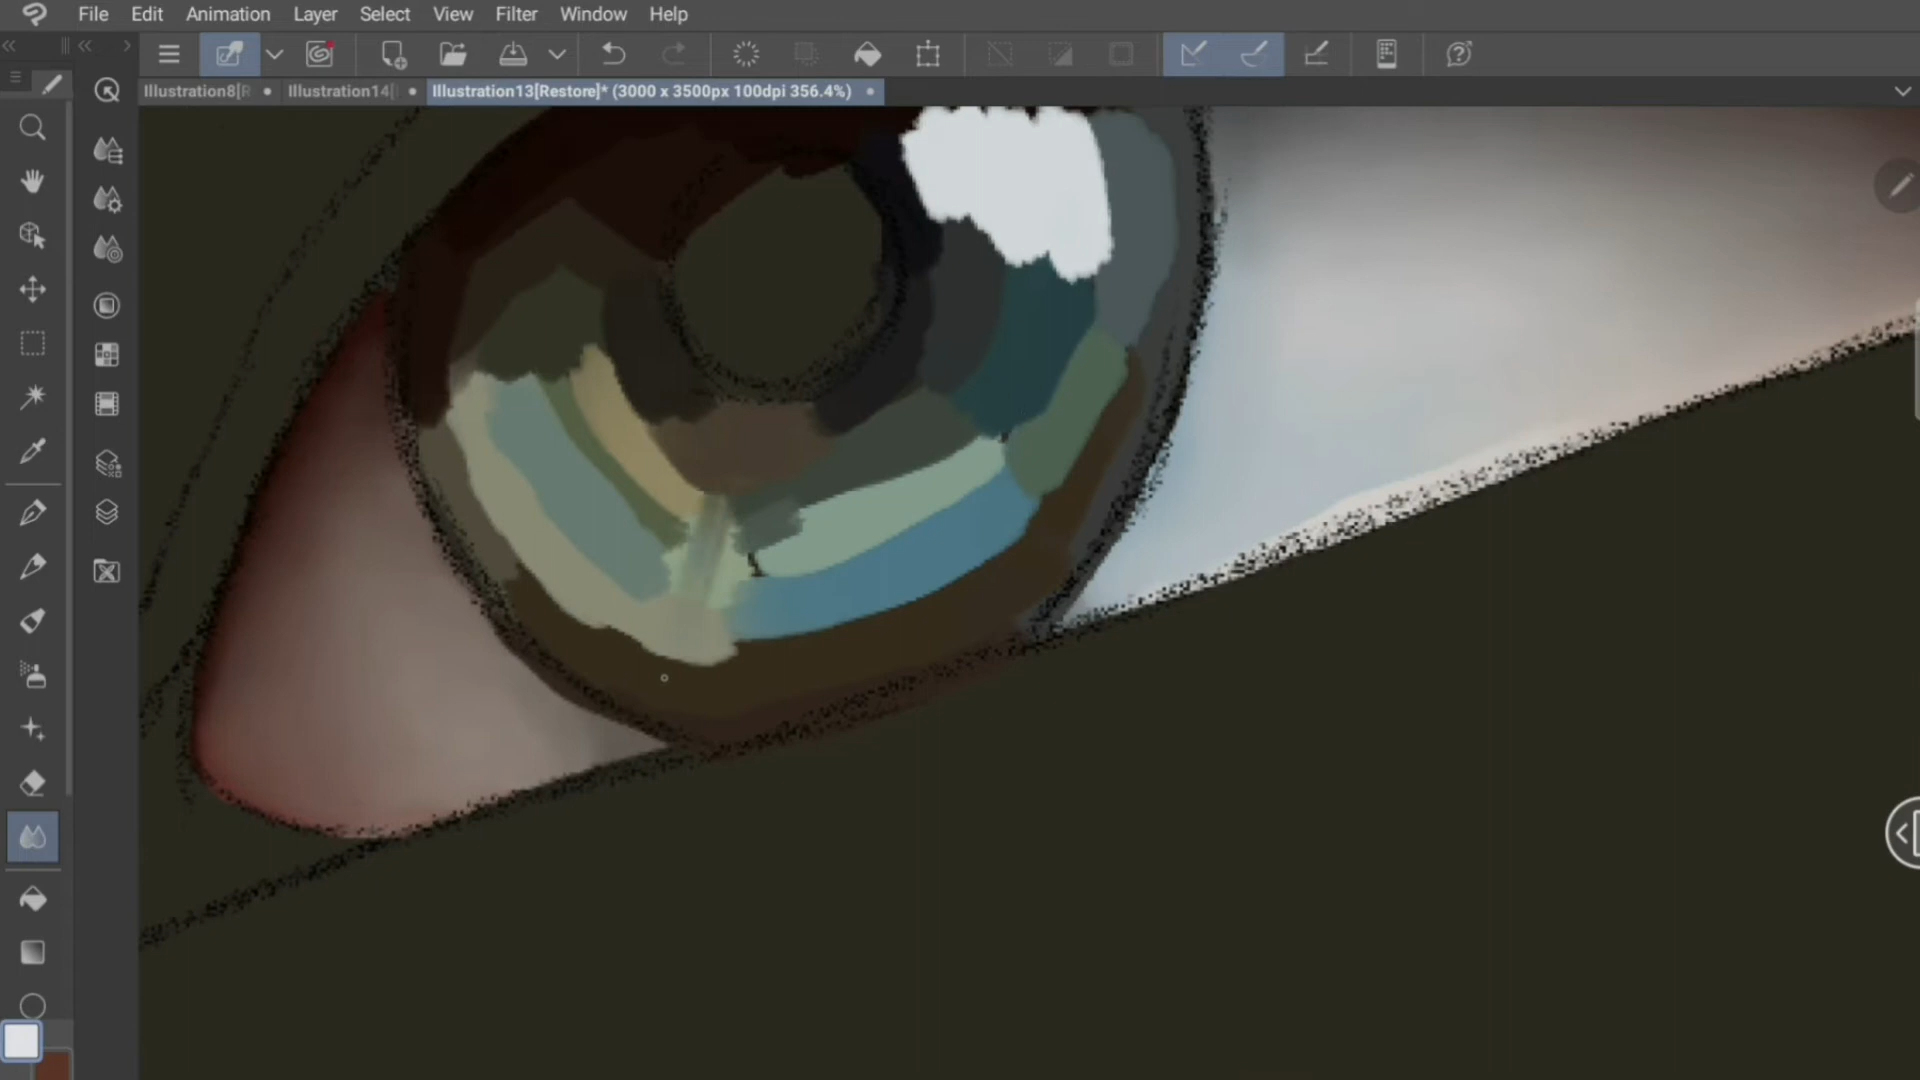 File Edit Animation Layer Select View Filter Window Help
Illustration8[R Illustration14[ Illustration13[Restore]* (3000 x 3500px 100dpi 356.4%)